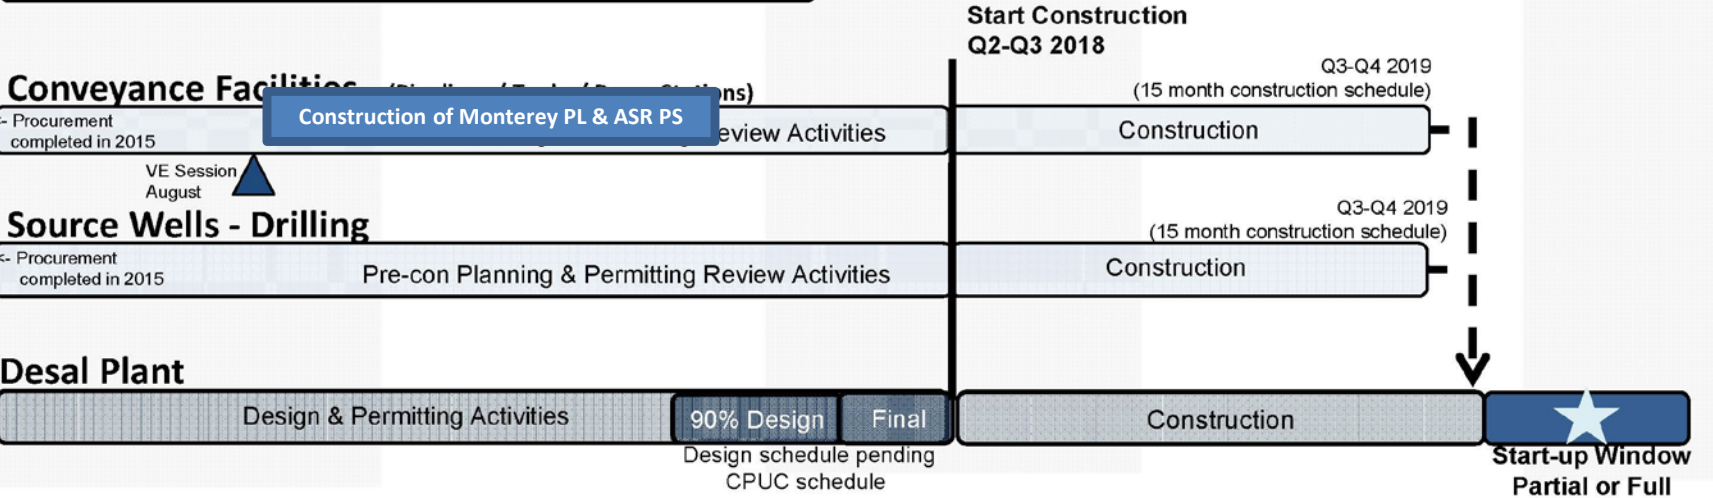 Start Construction
Q2-Q3 2018
Q3-Q4 2019
(15 month construction schedule)
Conveyance Facilities
Construction of Monterey PL & ASR PS
- Procurement
completed in 2015
eview Activities
Construction
VE Session
August
Q3-Q4 2019
(15 month construction schedule)
Source Wells - Drilling
<- Procurement
completed in 2015
Pre-con Planning & Permitting Review Activities
Construction
Desal Plant
Design & Permitting Activities
90% Design
Final
Construction
Design schedule pending
CPUC schedule
Start-up Window
Partial or Full